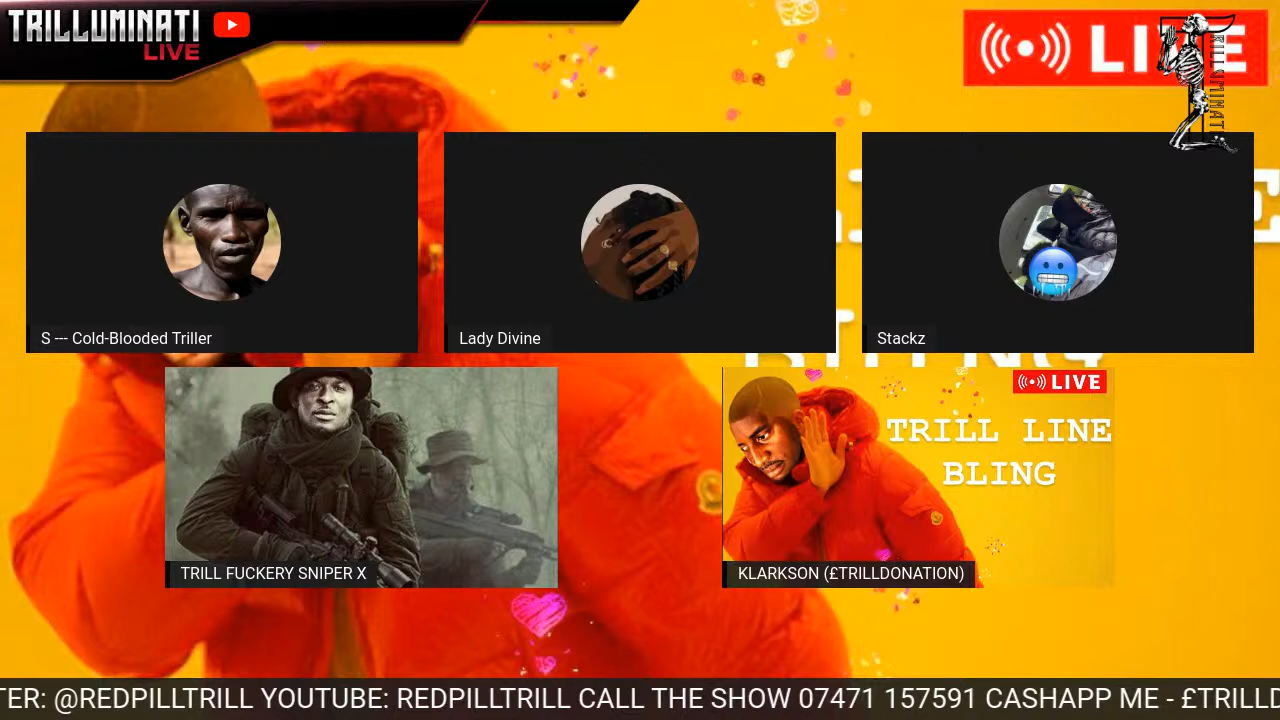 TRILLUMINATI
LIVE
LIVE
TRILLUMINATI
S --- Cold-Blooded Triller
Lady Divine
Stackz
LIVE
TRILL LINE
BLING
TRILL FUCKERY SNIPER X
KLARKSON (£TRILLDONATION)
TER: @REDPILLTRILL YOUTUBE: REDPILLTRILL CALL THE SHOW 07471 157591 CASHAPP ME - £TRILLD